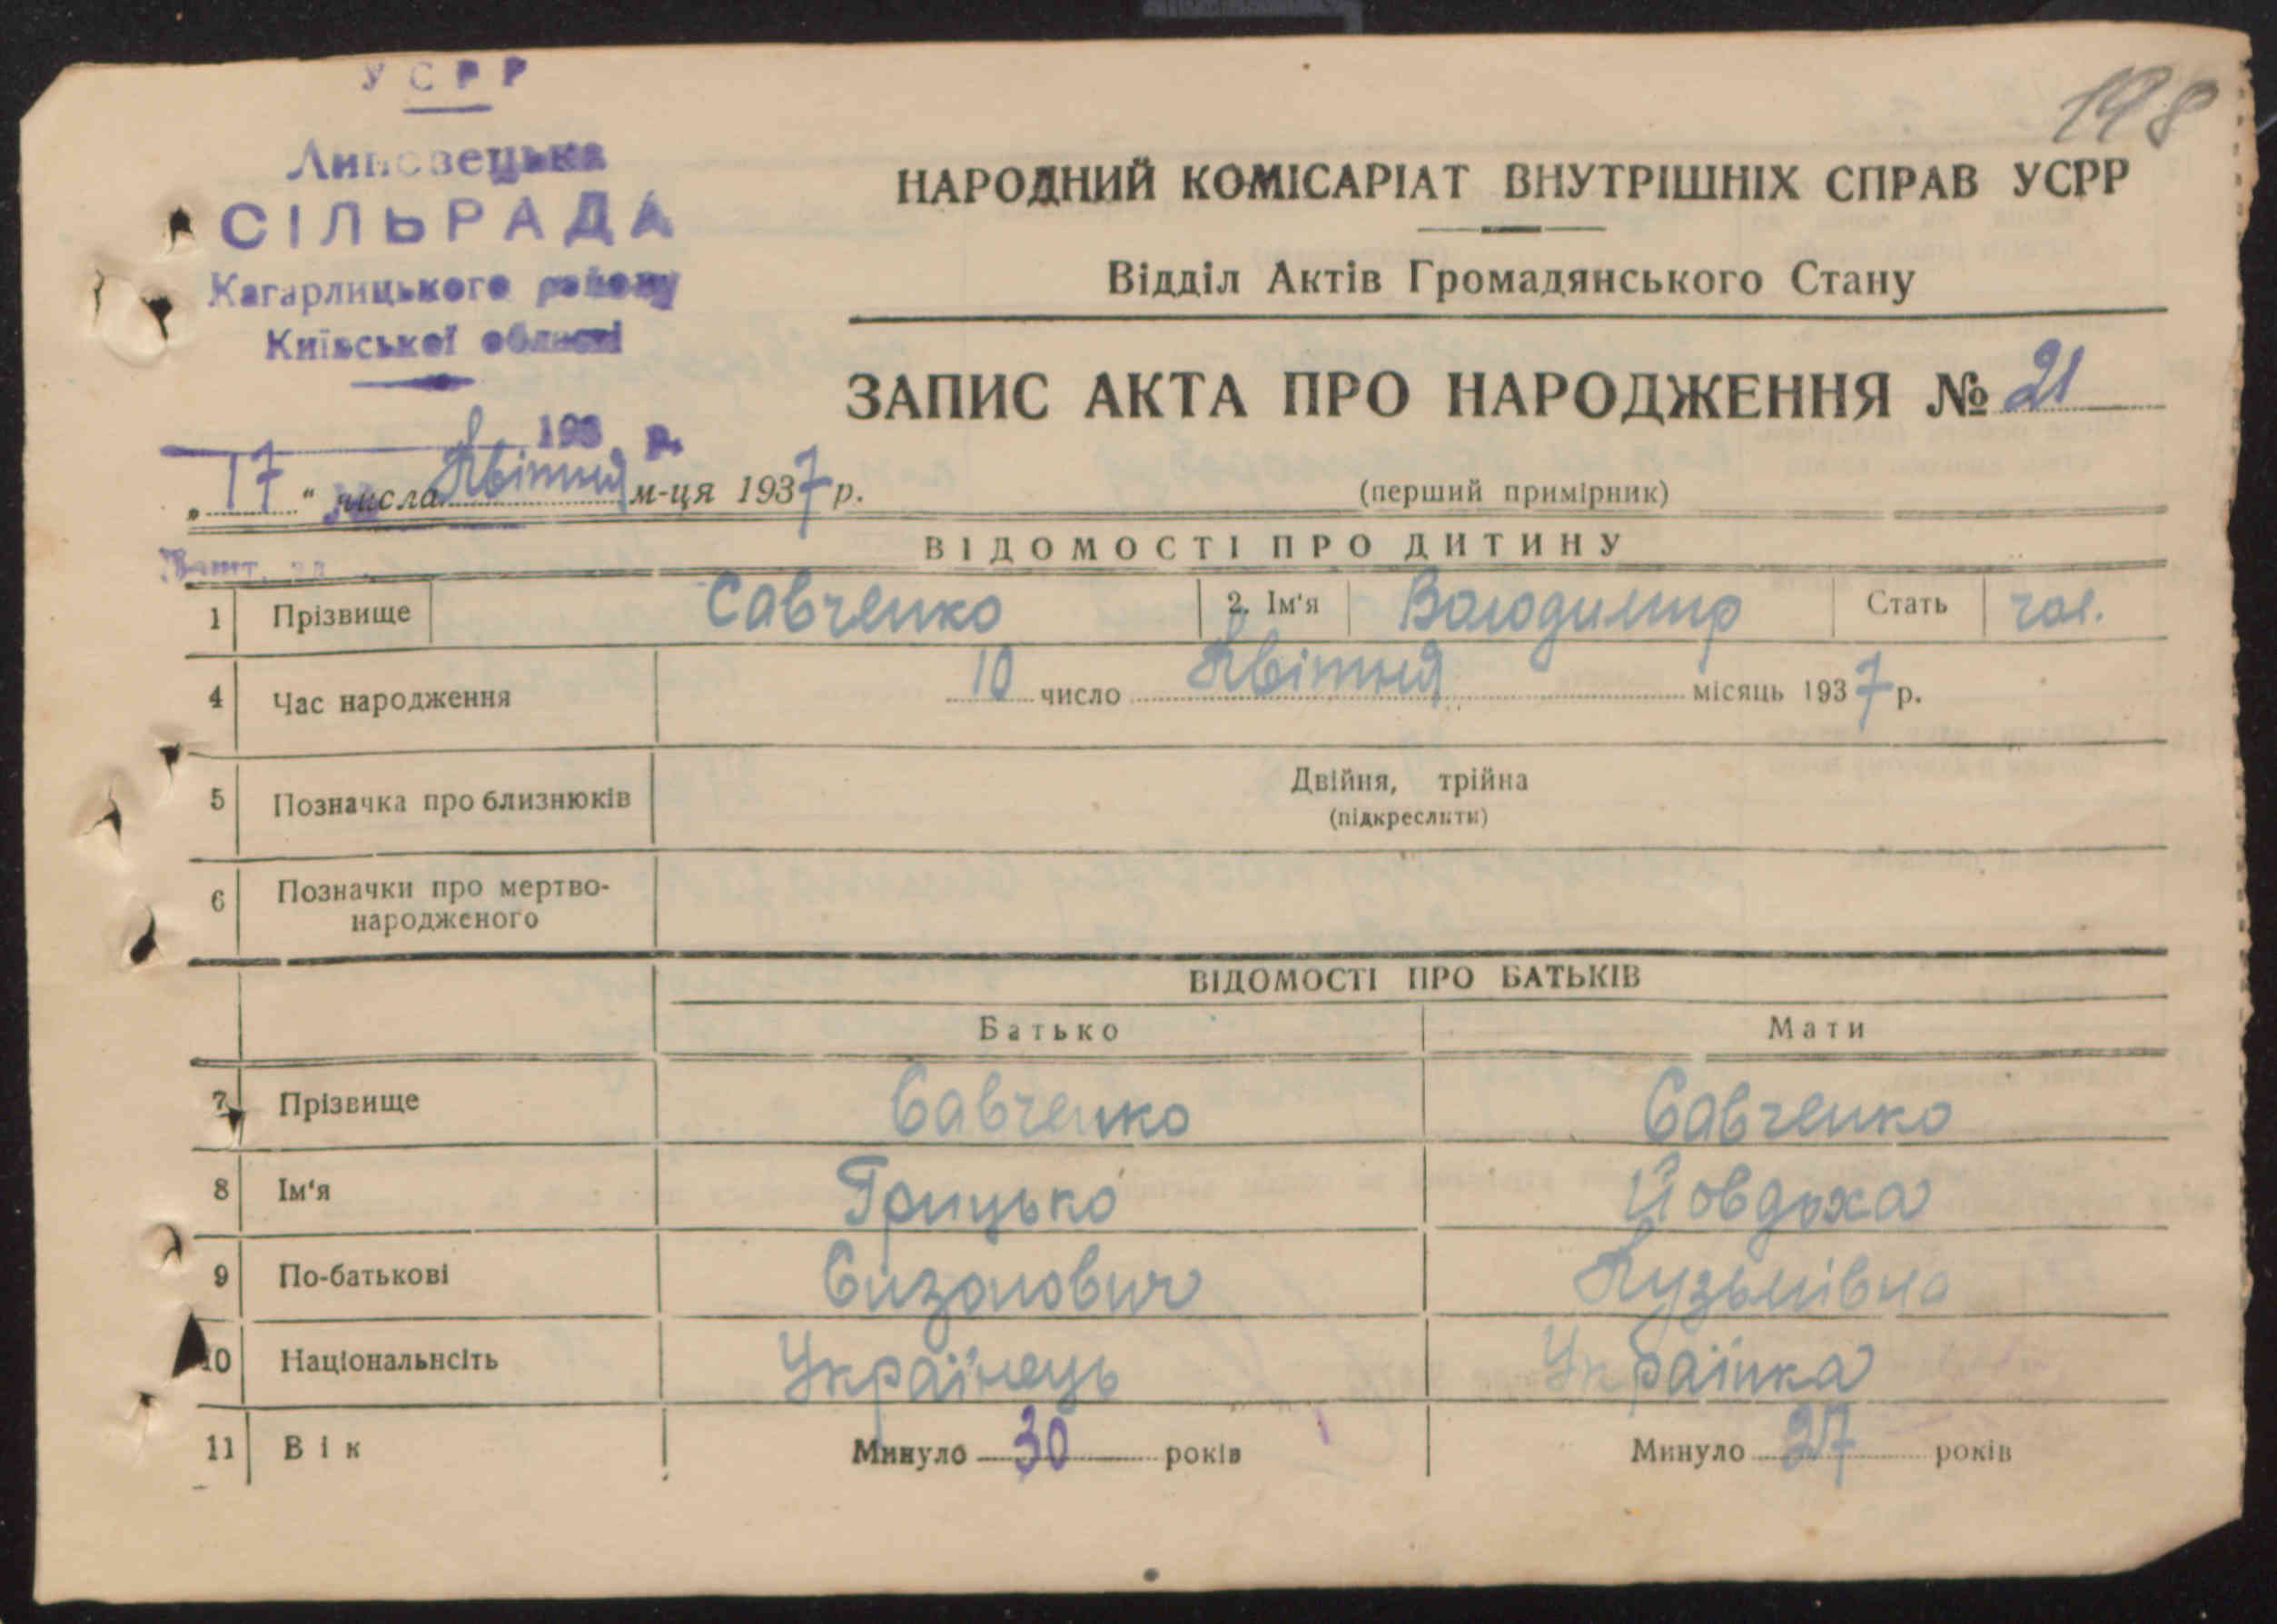 198
УСРР
Липовецька
СІЛЬРАДА
Кагарлицького району
Київської області
193 р.
№
НАРОДНИЙ КОМІСАРІАТ ВНУТРІШНІХ СПРАВ УСРР
Відділ Актів Громадянського Стану
ЗАПИС АКТА ПРО НАРОДЖЕННЯ № 21
„17“ числа Квітня м-ця 1937 р.
(перший примірник)
ВІДОМОСТІ ПРО ДИТИНУ
1 Прізвище Савченко 2. Ім'я Володимир Стать чол.
4 Час народження 10 число Квітня місяць 1937 р.
5 Позначка про близнюків Двійня, трійна
(підкреслити)
6 Позначки про мертво-
народженого
ВІДОМОСТІ ПРО БАТЬКІВ
Батько Мати
7 Прізвище Савченко Савченко
8 Ім'я Грицько Йовдоха
9 По-батькові Сизонович Кузьмівна
10 Національнсіть Українець Українка
11 Вік Минуло 30 років Минуло 27 років